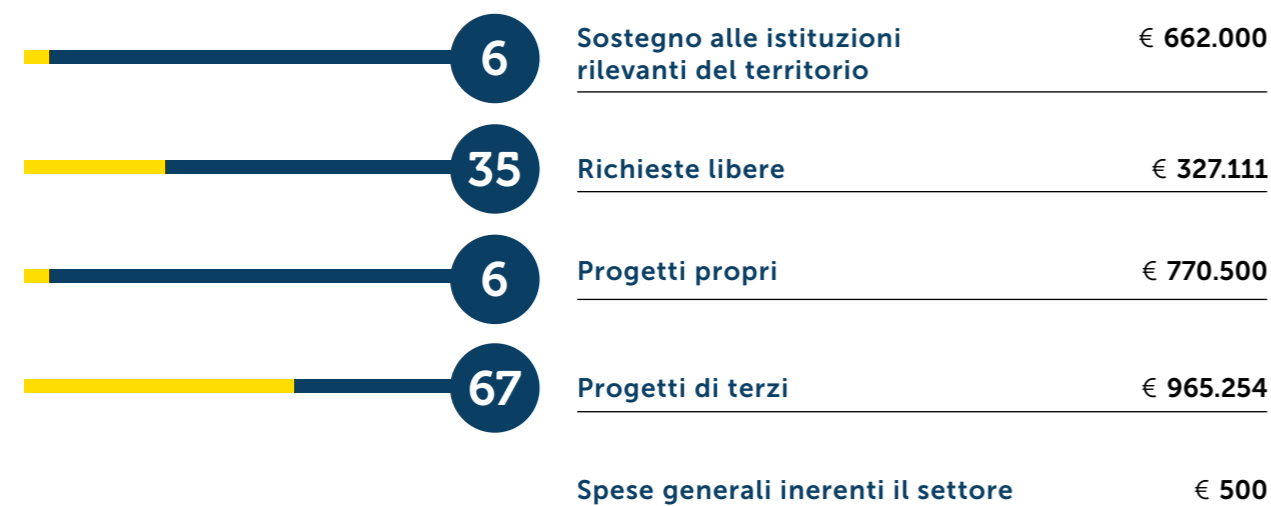 6
Sostegno alle istituzioni
rilevanti del territorio
€ 662.000
35
Richieste libere
€ 327.111
6
Progetti propri
€ 770.500
67
Progetti di terzi
€ 965.254
Spese generali inerenti il settore
€ 500